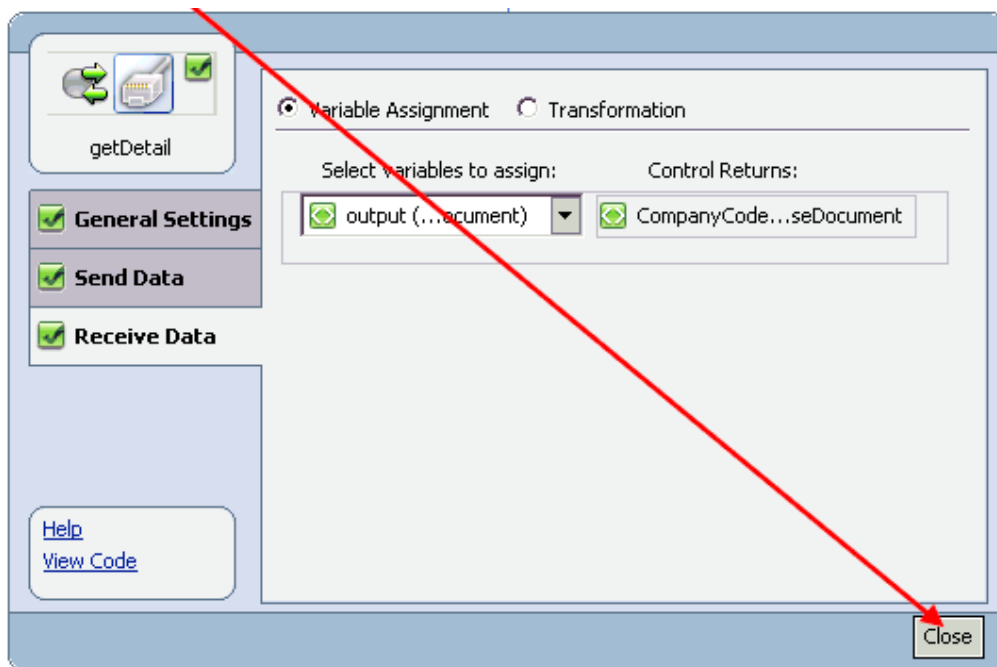 getDetail
General Settings
Send Data
Receive Data
Help
View Code
Variable Assignment Transformation
Select variables to assign: Control Returns:
output (...ocument) CompanyCode...seDocument
Close